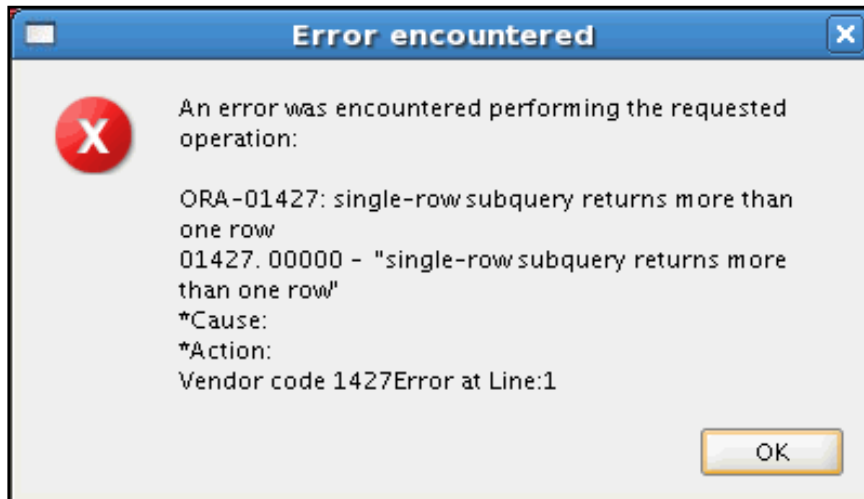 Error encountered
An error was encountered performing the requested
operation:
ORA-01427: single-row subquery returns more than
one row
01427. 00000 - "single-row subquery returns more
than one row"
*Cause:
*Action:
Vendor code 1427Error at Line:1
OK